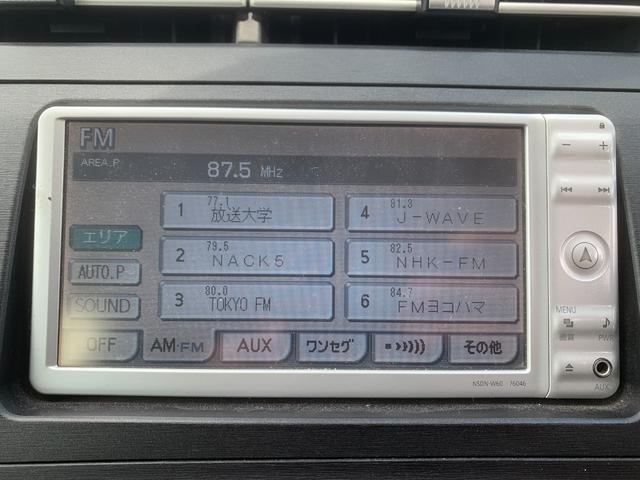 FM
AREA.P
87.5 MHz
エリア
AUTO.P
SOUND
1 77.1 放送大学
2 79.5 NACK5
3 80.0 TOKYO FM
4 81.3 J-WAVE
5 82.5 NHK-FM
6 84.7 FMヨコハマ
OFF
AM・FM
AUX
ワンセグ
その他
MENU
画質
PWR
AUX
NSDN-W60 76046